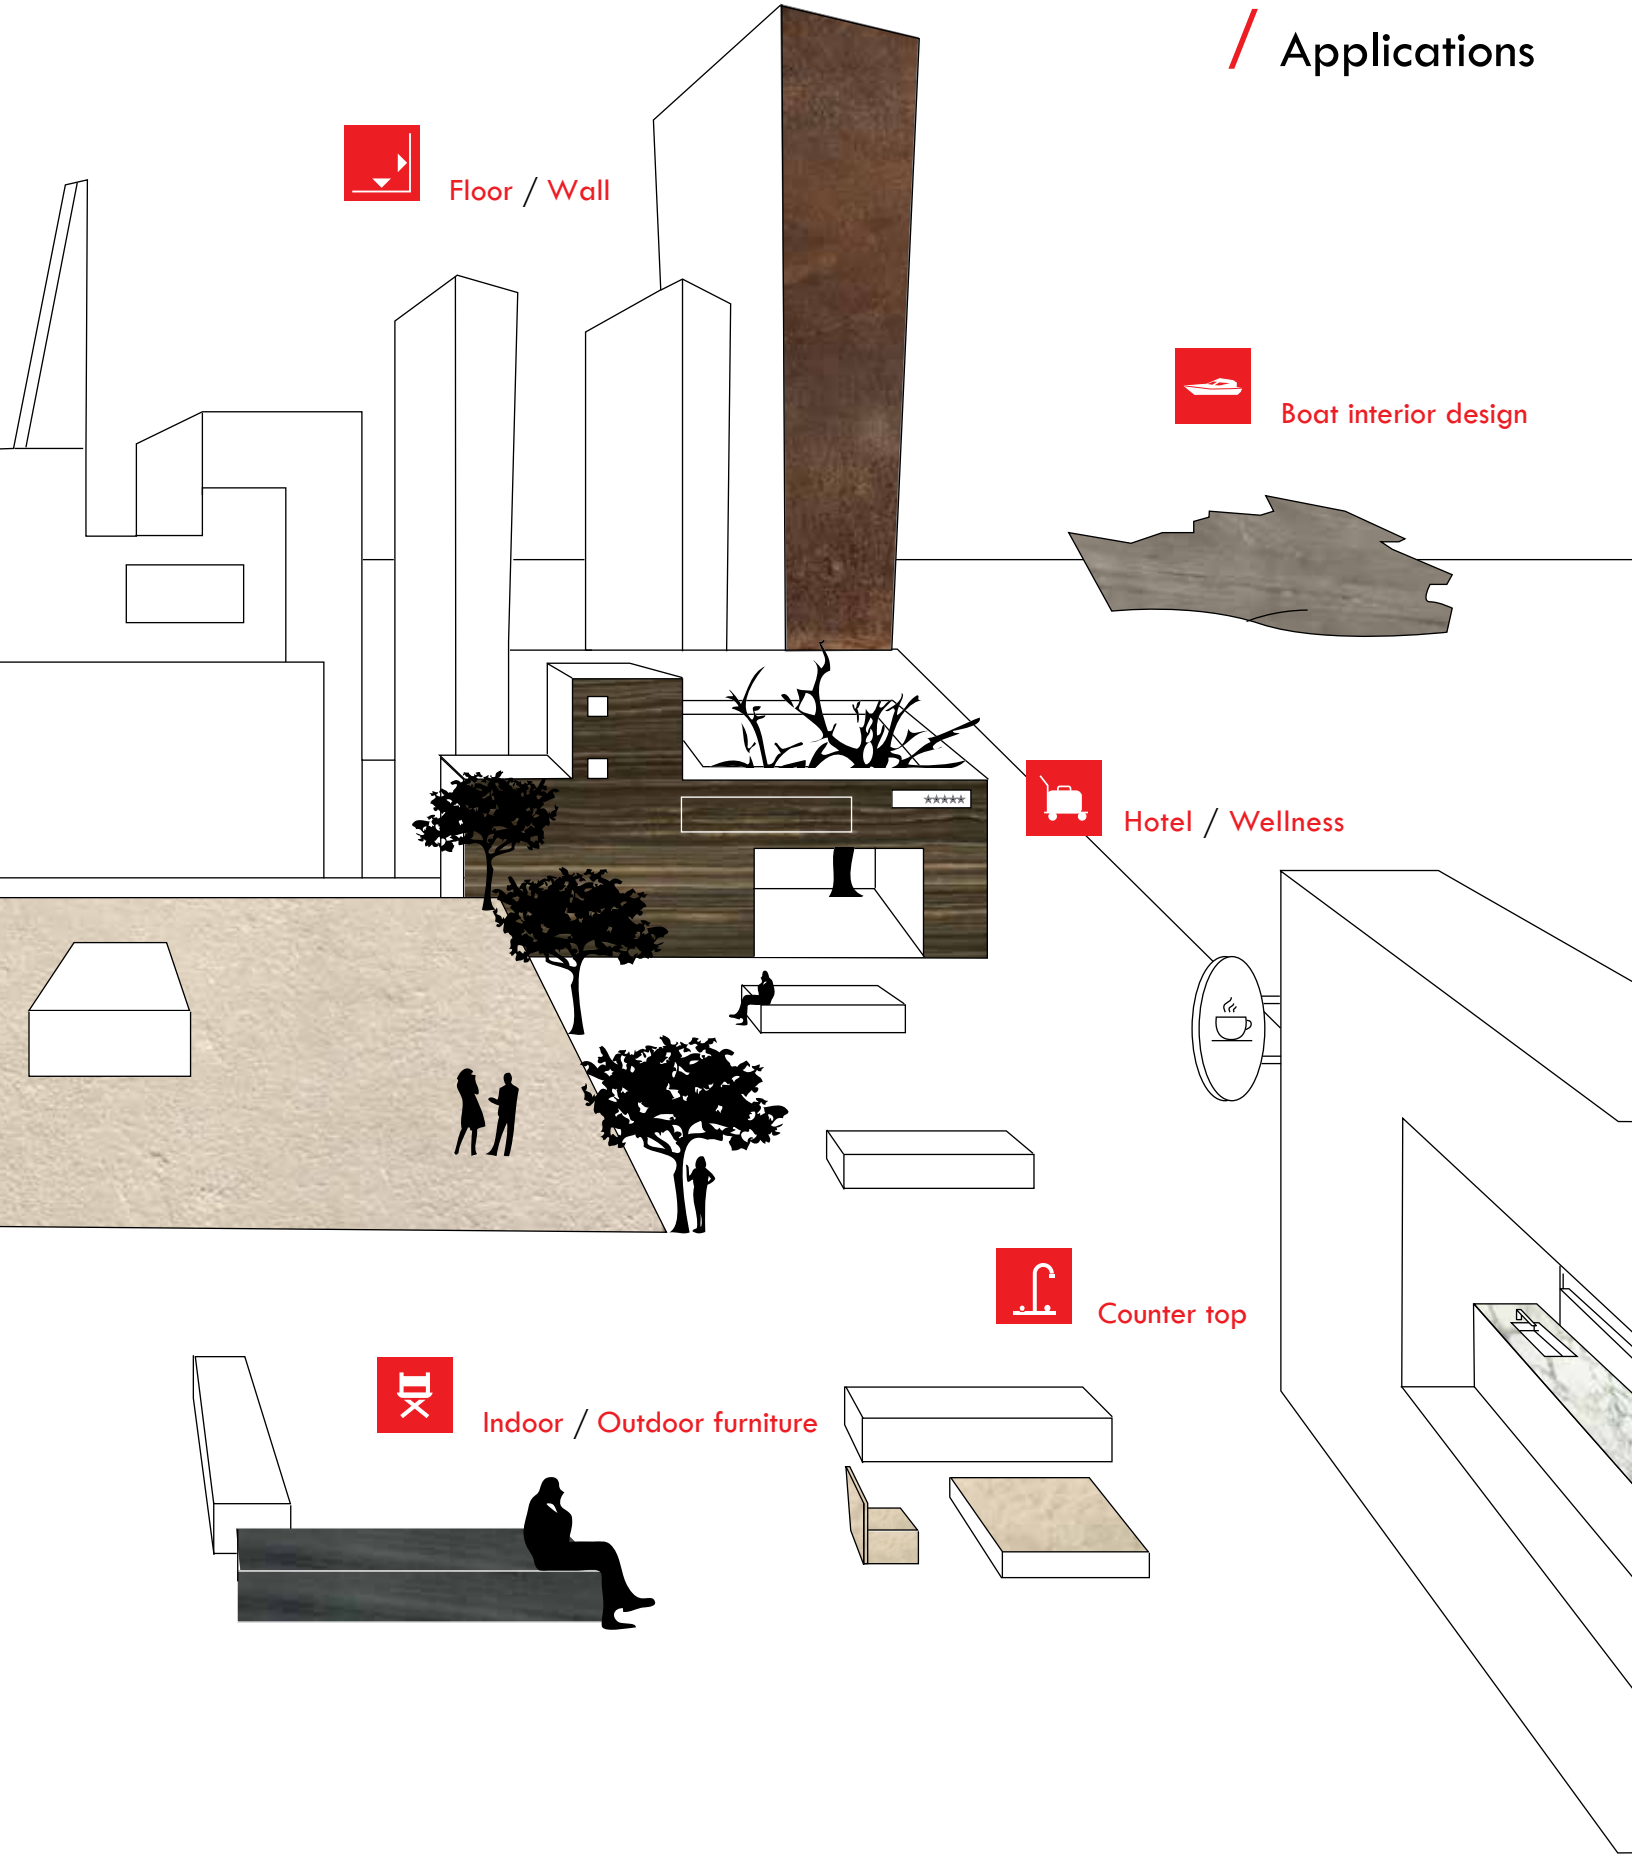 / Applications
Floor / Wall
Boat interior design
Hotel / Wellness
Counter top
Indoor / Outdoor furniture